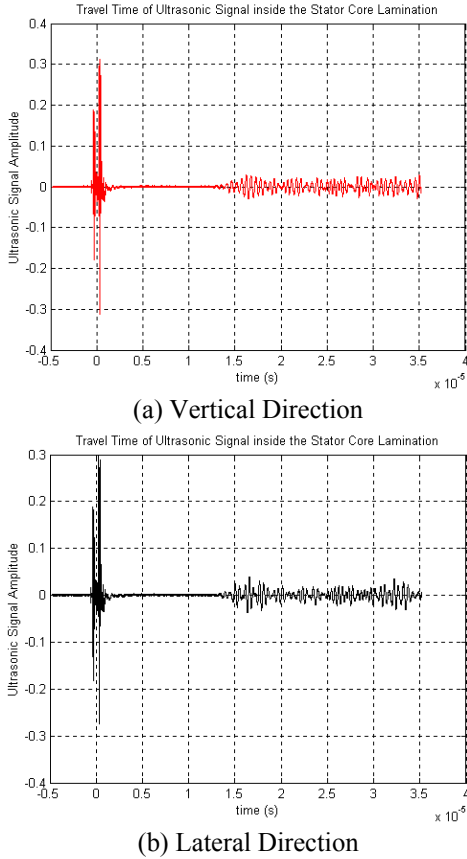 Travel Time of Ultrasonic Signal inside the Stator Core Lamination
0.4
0.3
0.2
0.1
0
-0.1
-0.2
-0.3
-0.4
Ultrasonic Signal Amplitude
-0.5 0 0.5 1 1.5 2 2.5 3 3.5 4
time (s)
x 10⁻⁵
(a) Vertical Direction
Travel Time of Ultrasonic Signal inside the Stator Core Lamination
0.3
0.2
0.1
0
-0.1
-0.2
-0.3
-0.4
Ultrasonic Signal Amplitude
-0.5 0 0.5 1 1.5 2 2.5 3 3.5 4
time (s)
x 10⁻⁵
(b) Lateral Direction